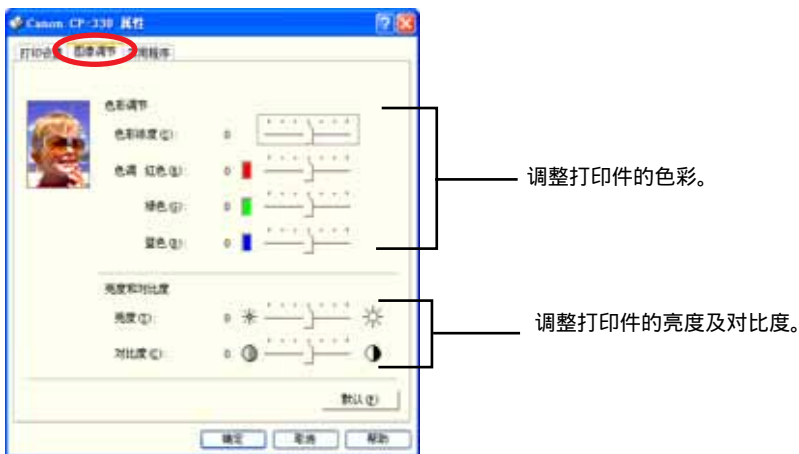 Canon CP-330 属性
打印设置 图像调节 实用程序
色彩调节
色彩浓度(C): 0
色调 红色(R): 0
绿色(G): 0
蓝色(B): 0
调整打印件的色彩。
亮度和对比度
亮度(I): 0
对比度(C): 0
调整打印件的亮度及对比度。
默认(P)
确定 取消 帮助